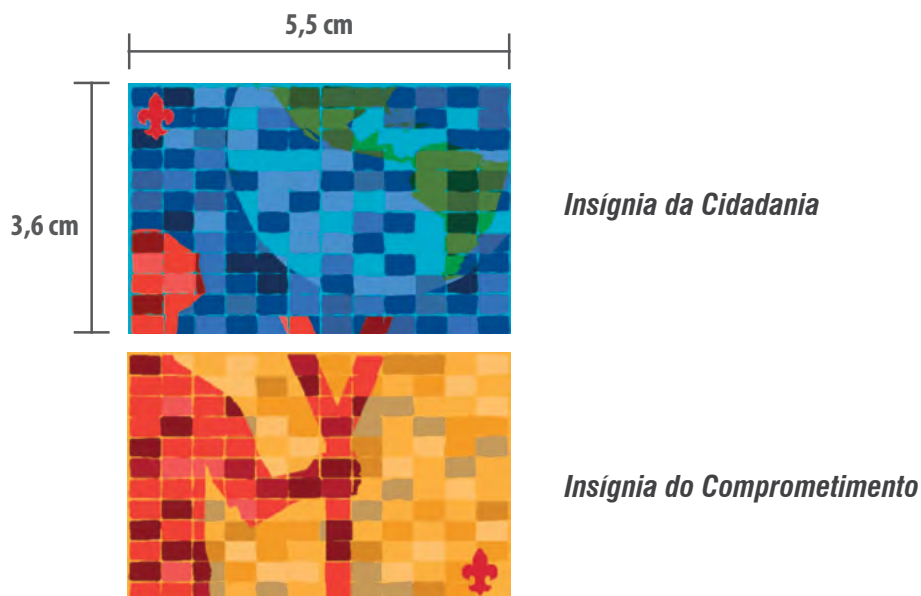 5,5 cm
3,6 cm
Insígnia da Cidadania
Insígnia do Comprometimento